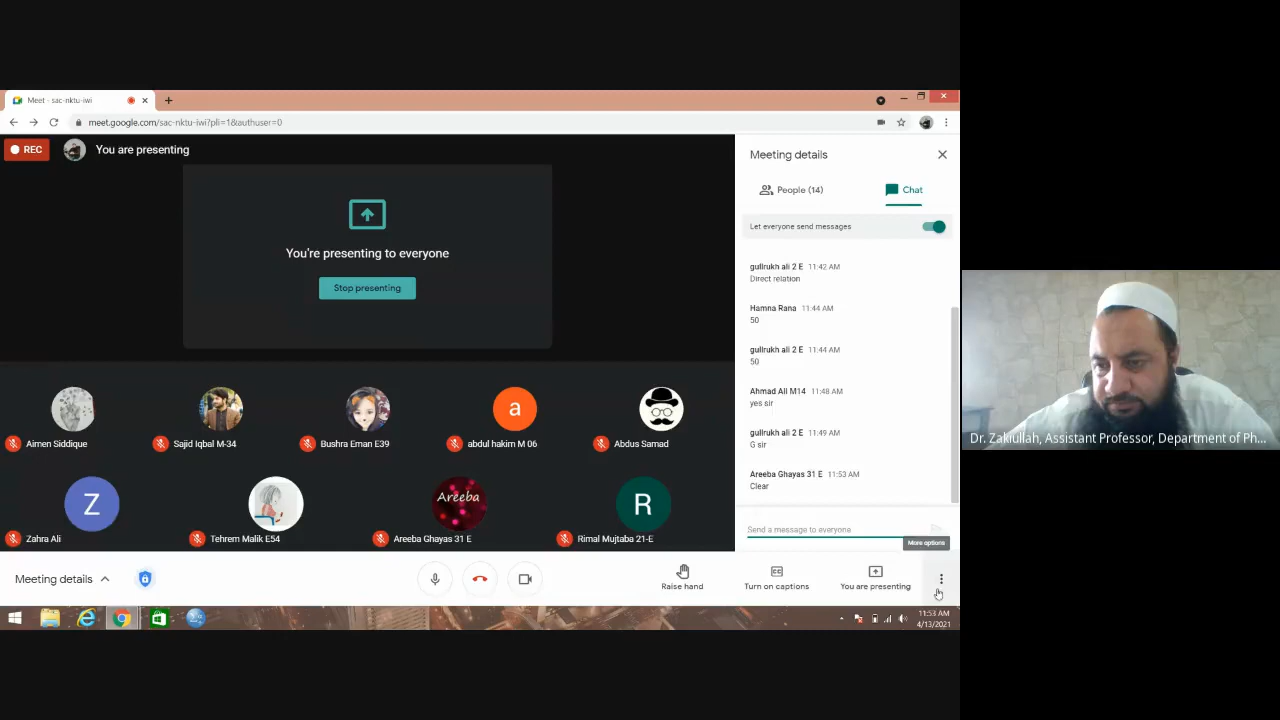 Meet - sac-nktu-iwi
meet.google.com/sac-nktu-iwi?pli=1&authuser=0
REC
You are presenting
You're presenting to everyone
Stop presenting
Meeting details
People (14)
Chat
Let everyone send messages
gullrukh ali 2 E 11:42 AM
Direct relation
Hamna Rana 11:44 AM
50
gullrukh ali 2 E 11:44 AM
50
Ahmad Ali M14 11:48 AM
yes sir
gullrukh ali 2 E 11:49 AM
G sir
Areeba Ghayas 31 E 11:53 AM
Clear
Send a message to everyone
More options
a
Aimen Siddique
Sajid Iqbal M-34
Bushra Eman E39
abdul hakim M 06
Abdus Samad
Z
Areeba
R
Zahra Ali
Tehrem Malik E54
Areeba Ghayas 31 E
Rimal Mujtaba 21-E
Meeting details
Raise hand
CC
Turn on captions
You are presenting
11:53 AM
4/13/2021
Dr. Zakiullah, Assistant Professor, Department of Ph...